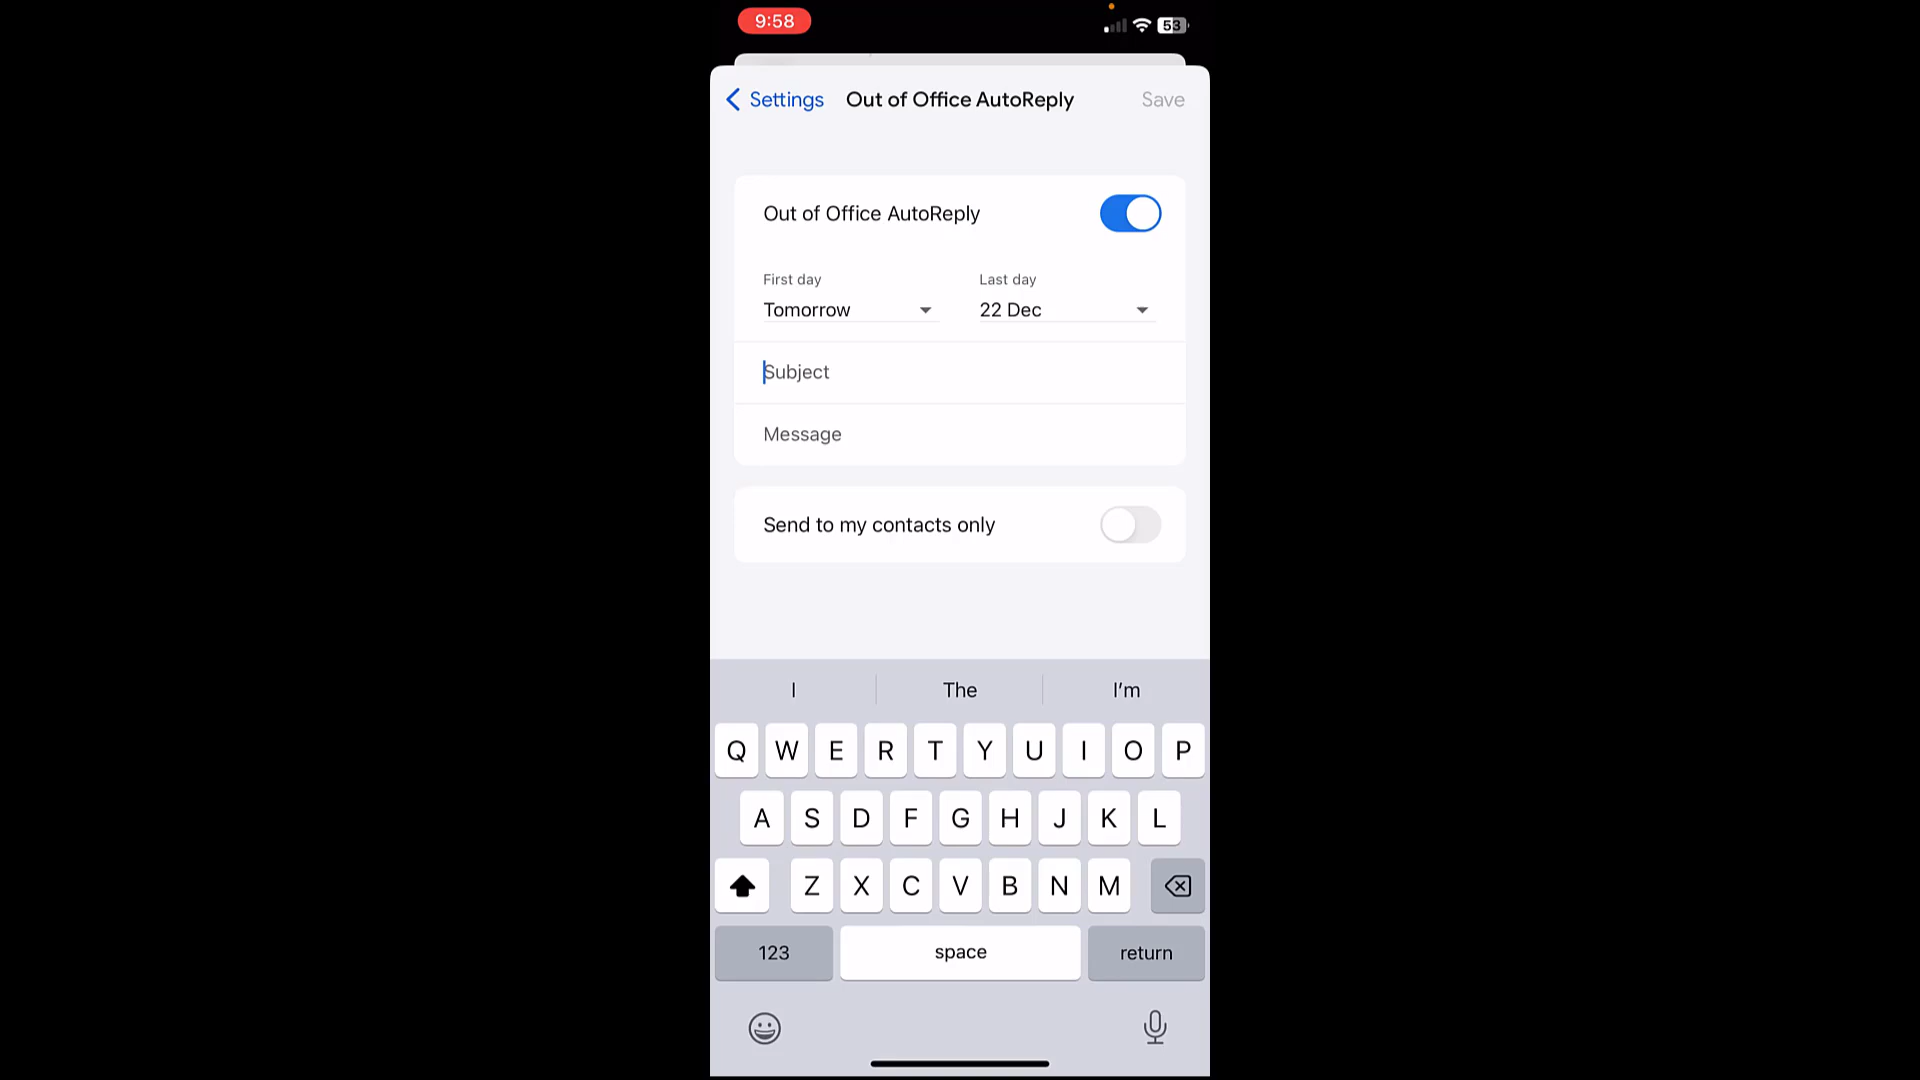 9:58
53
Settings Out of Office AutoReply Save
Out of Office AutoReply
First day Last day
Tomorrow 22 Dec
Subject
Message
Send to my contacts only
I The I'm
Q W E R T Y U I O P
A S D F G H J K L
Z X C V B N M
123 space return